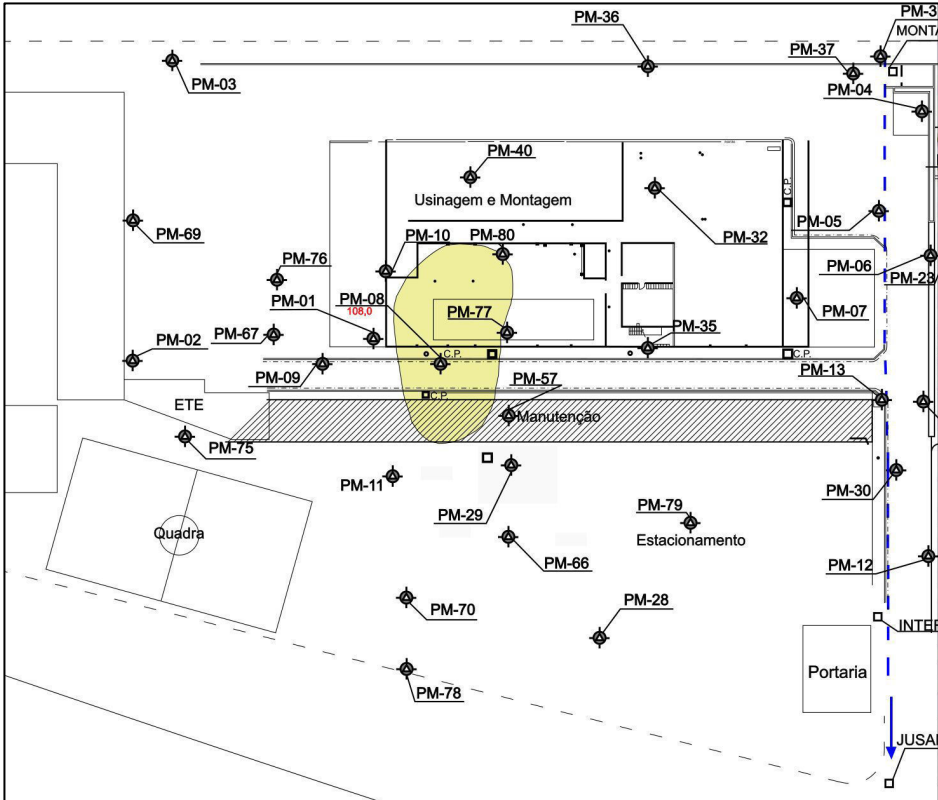 PM-36
PM-3
MONTA
PM-37
PM-03
PM-04
PM-40
Usinagem e Montagem
C.P.
PM-05
PM-69
PM-10
PM-80
PM-32
PM-06
PM-76
PM-23/
PM-01
PM-08
108,0
PM-77
PM-07
PM-67
PM-35
PM-02
C.P.
C.P.
PM-09
PM-57
PM-13
C.P.
ETE
Manutenção
PM-75
PM-11
PM-30
PM-29
PM-79
Quadra
Estacionamento
PM-66
PM-12
PM-70
PM-28
INTER
Portaria
PM-78
JUSAN